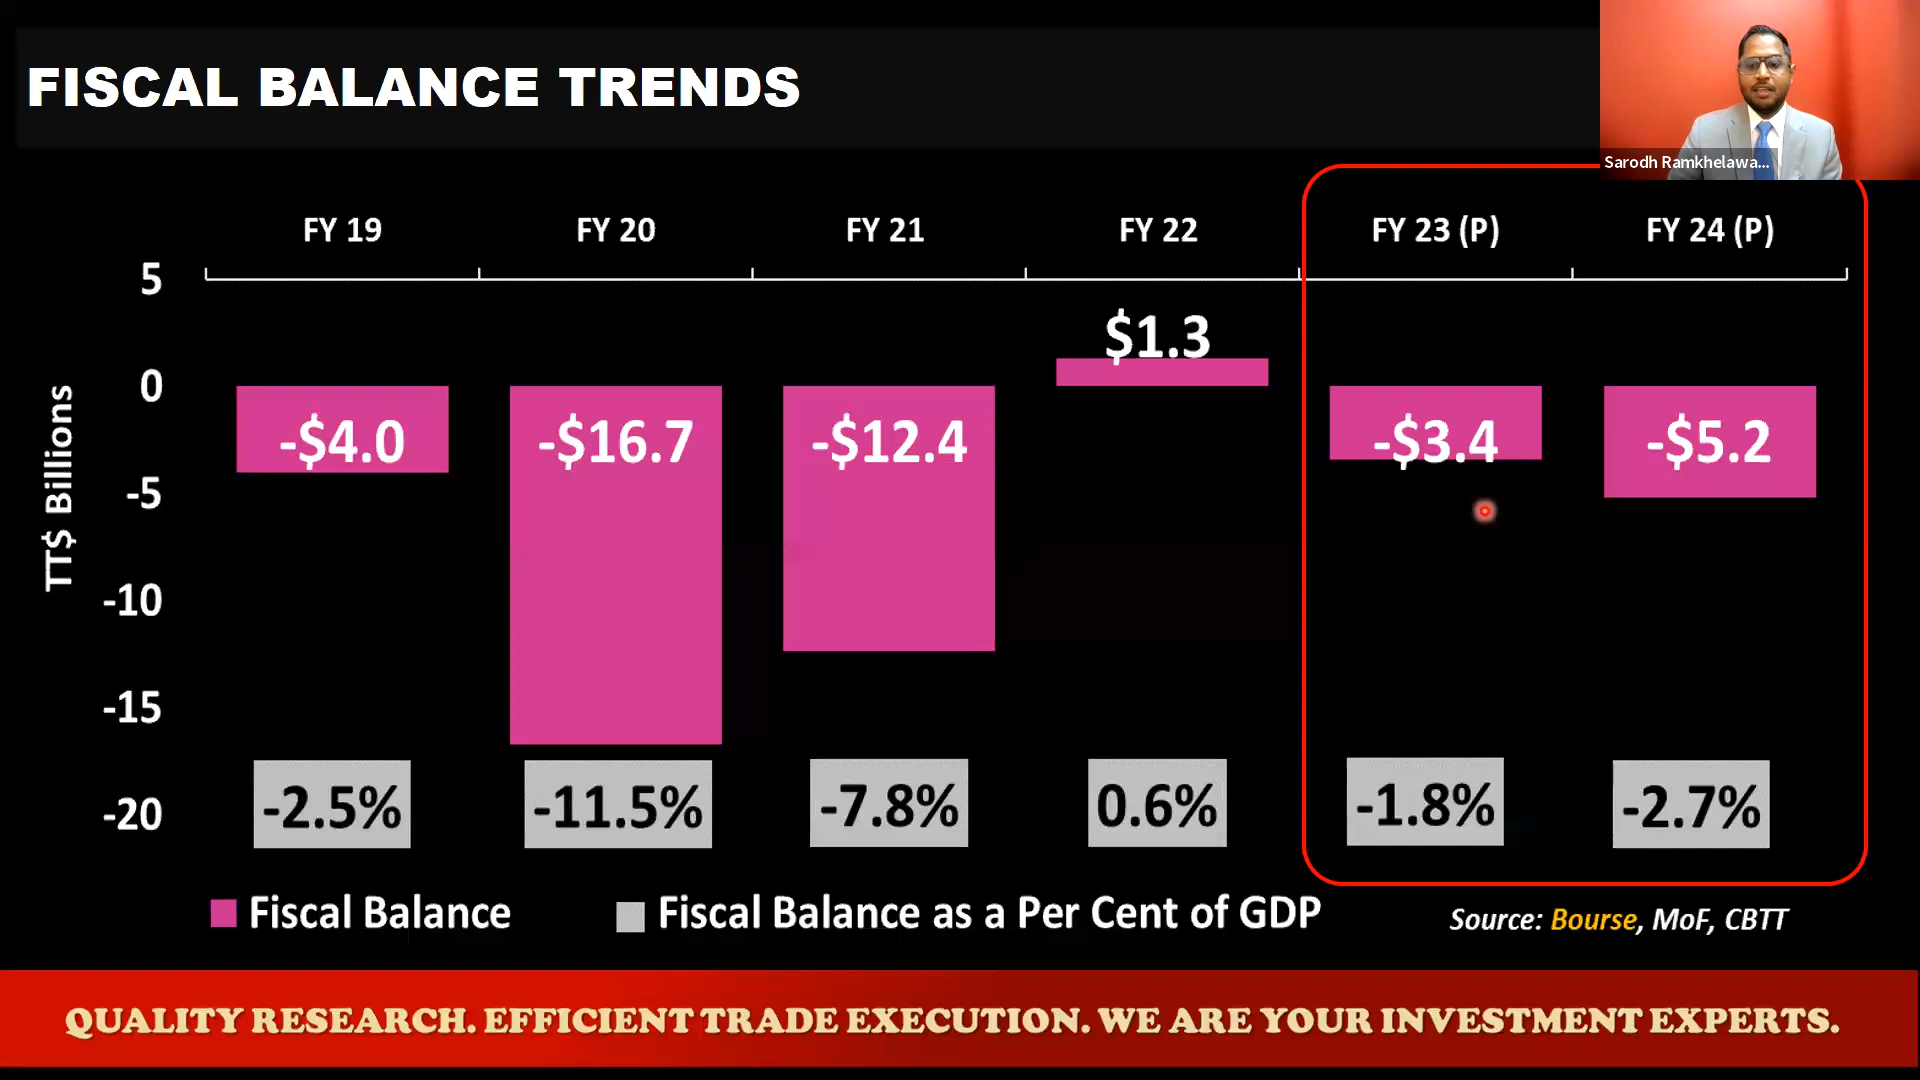 FISCAL BALANCE TRENDS
Sarodh Ramkhelawa...
FY 19 FY 20 FY 21 FY 22 FY 23 (P) FY 24 (P)
5
$1.3
0
-$4.0 -$16.7 -$12.4 -$3.4 -$5.2
-5
TT$ Billions
-10
-15
-20
-2.5% -11.5% -7.8% 0.6% -1.8% -2.7%
Fiscal Balance Fiscal Balance as a Per Cent of GDP
Source: Bourse, MoF, CBTT
QUALITY RESEARCH. EFFICIENT TRADE EXECUTION. WE ARE YOUR INVESTMENT EXPERTS.